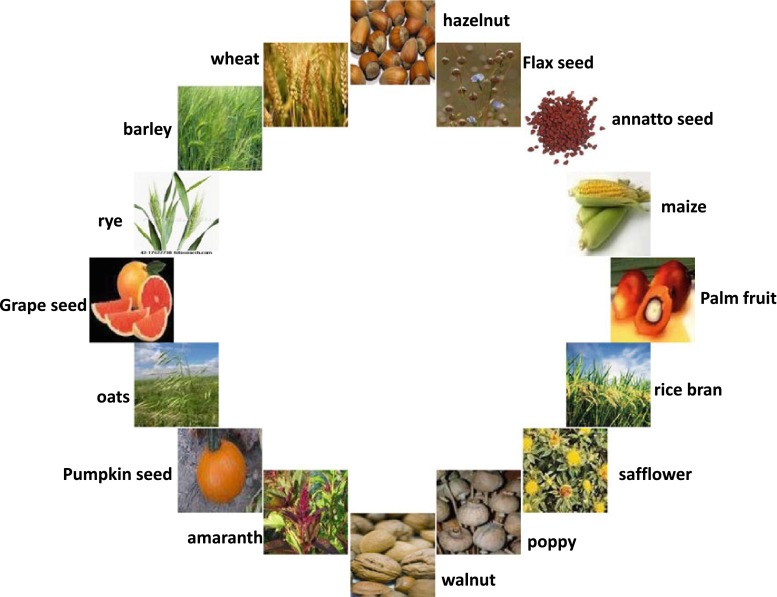 hazelnut
wheat
Flax seed
annatto seed
barley
maize
rye
Palm fruit
Grape seed
rice bran
oats
Pumpkin seed
safflower
amaranth
poppy
walnut